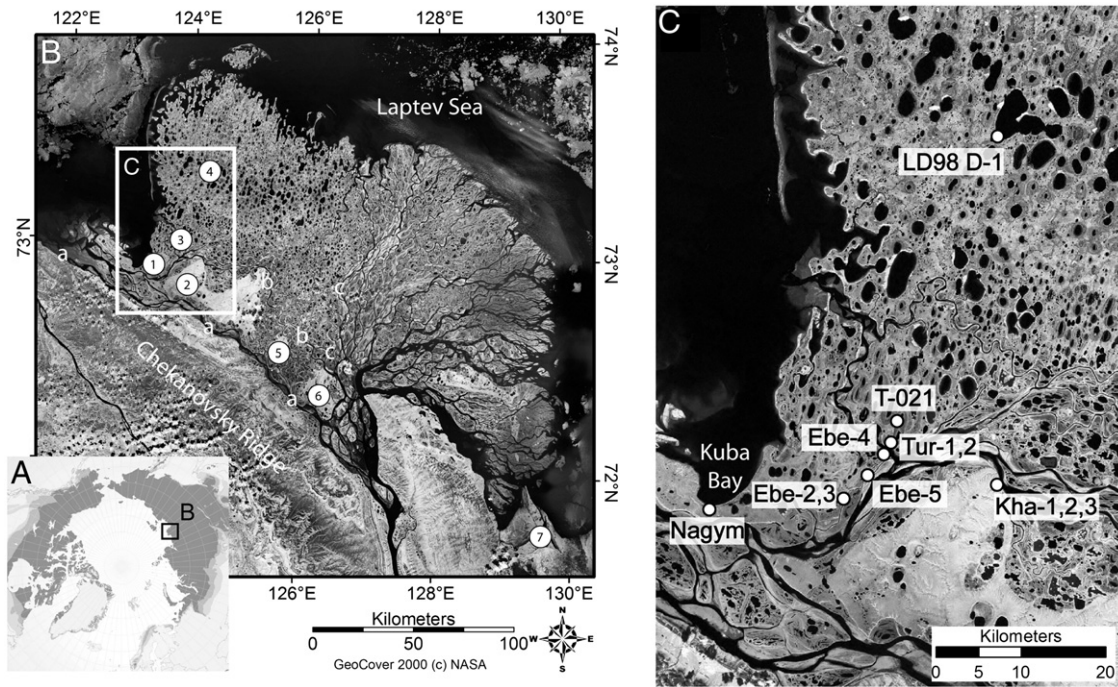 122°E 124°E 126°E 128°E 130°E
B
74°N
Laptev Sea
C
4
73°N
3
a
1
2
b
c
73°N
a
b
5
c
a
6
Chekanovsky Ridge
72°N
7
A
B
126°E 128°E 130°E
Kilometers
0 50 100
GeoCover 2000 (c) NASA
N
W E
S
C
LD98 D-1
T-021
Ebe-4
Tur-1,2
Kuba
Bay
Ebe-2,3
Ebe-5
Kha-1,2,3
Nagym
Kilometers
0 5 10 20